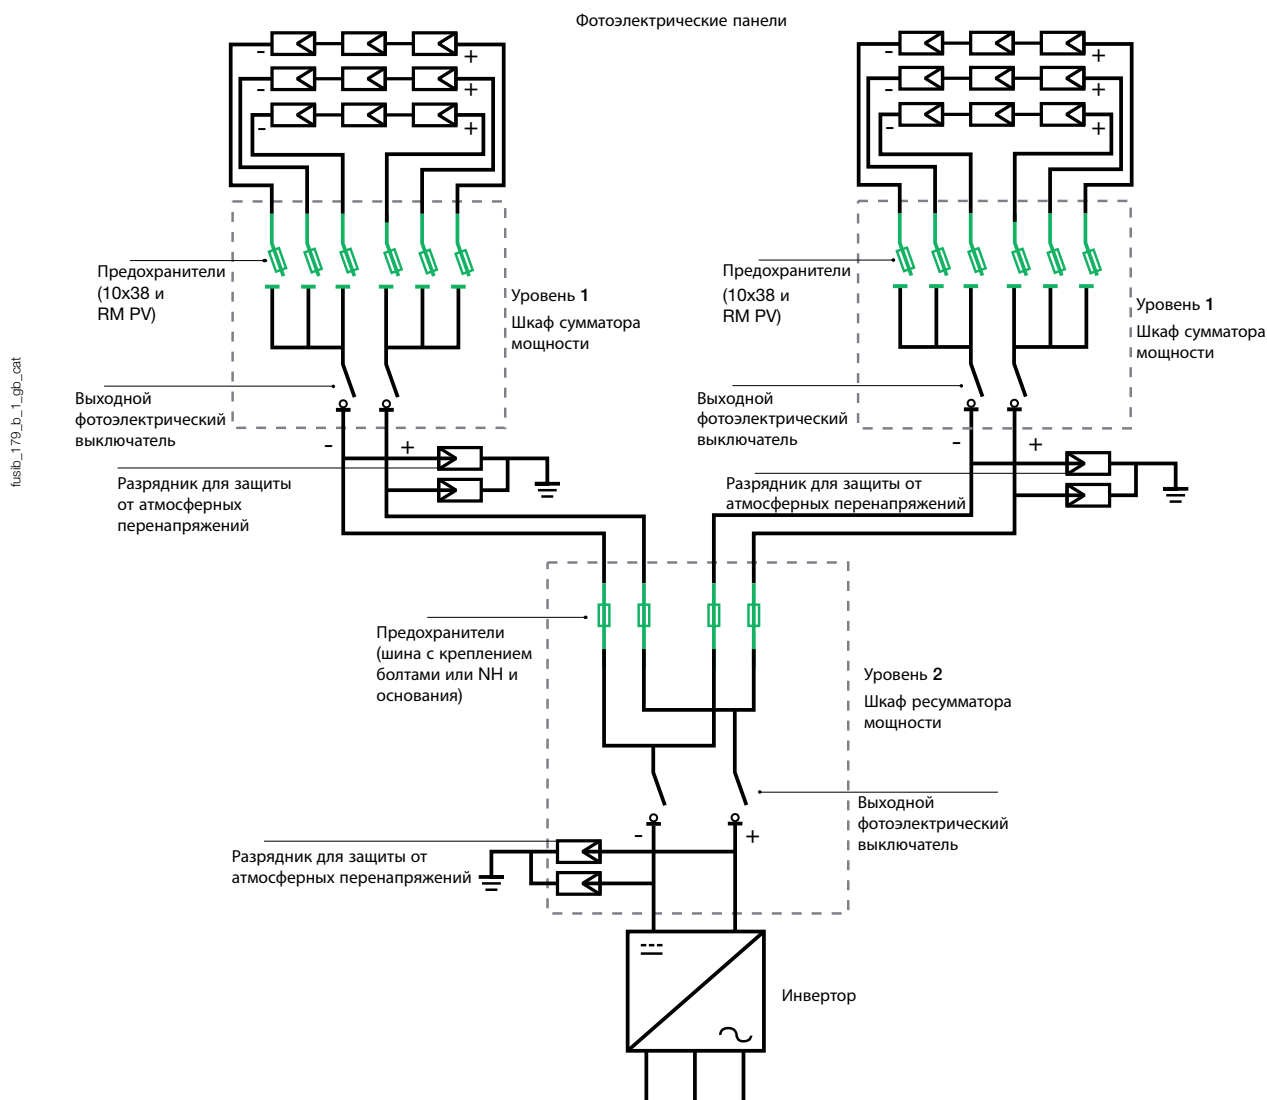 Фотоэлектрические панели
-
+
-
+
-
+
-
+
-
+
-
+
Предохранители
(10x38 и
RM PV)
Уровень 1
Шкаф сумматора
мощности
Предохранители
(10x38 и
RM PV)
Уровень 1
Шкаф сумматора
мощности
Выходной
фотоэлектрический
выключатель
-
+
Выходной
фотоэлектрический
выключатель
-
+
Разрядник для защиты
от атмосферных
перенапряжений
Разрядник для защиты от
атмосферных перенапряжений
fusib_179_b_1_gb_cat
Предохранители
(шина с креплением
болтами или NH и
основания)
Уровень 2
Шкаф ресумматора
мощности
Выходной
фотоэлектрический
выключатель
-
+
Разрядник для защиты от
атмосферных перенапряжений
Инвертор